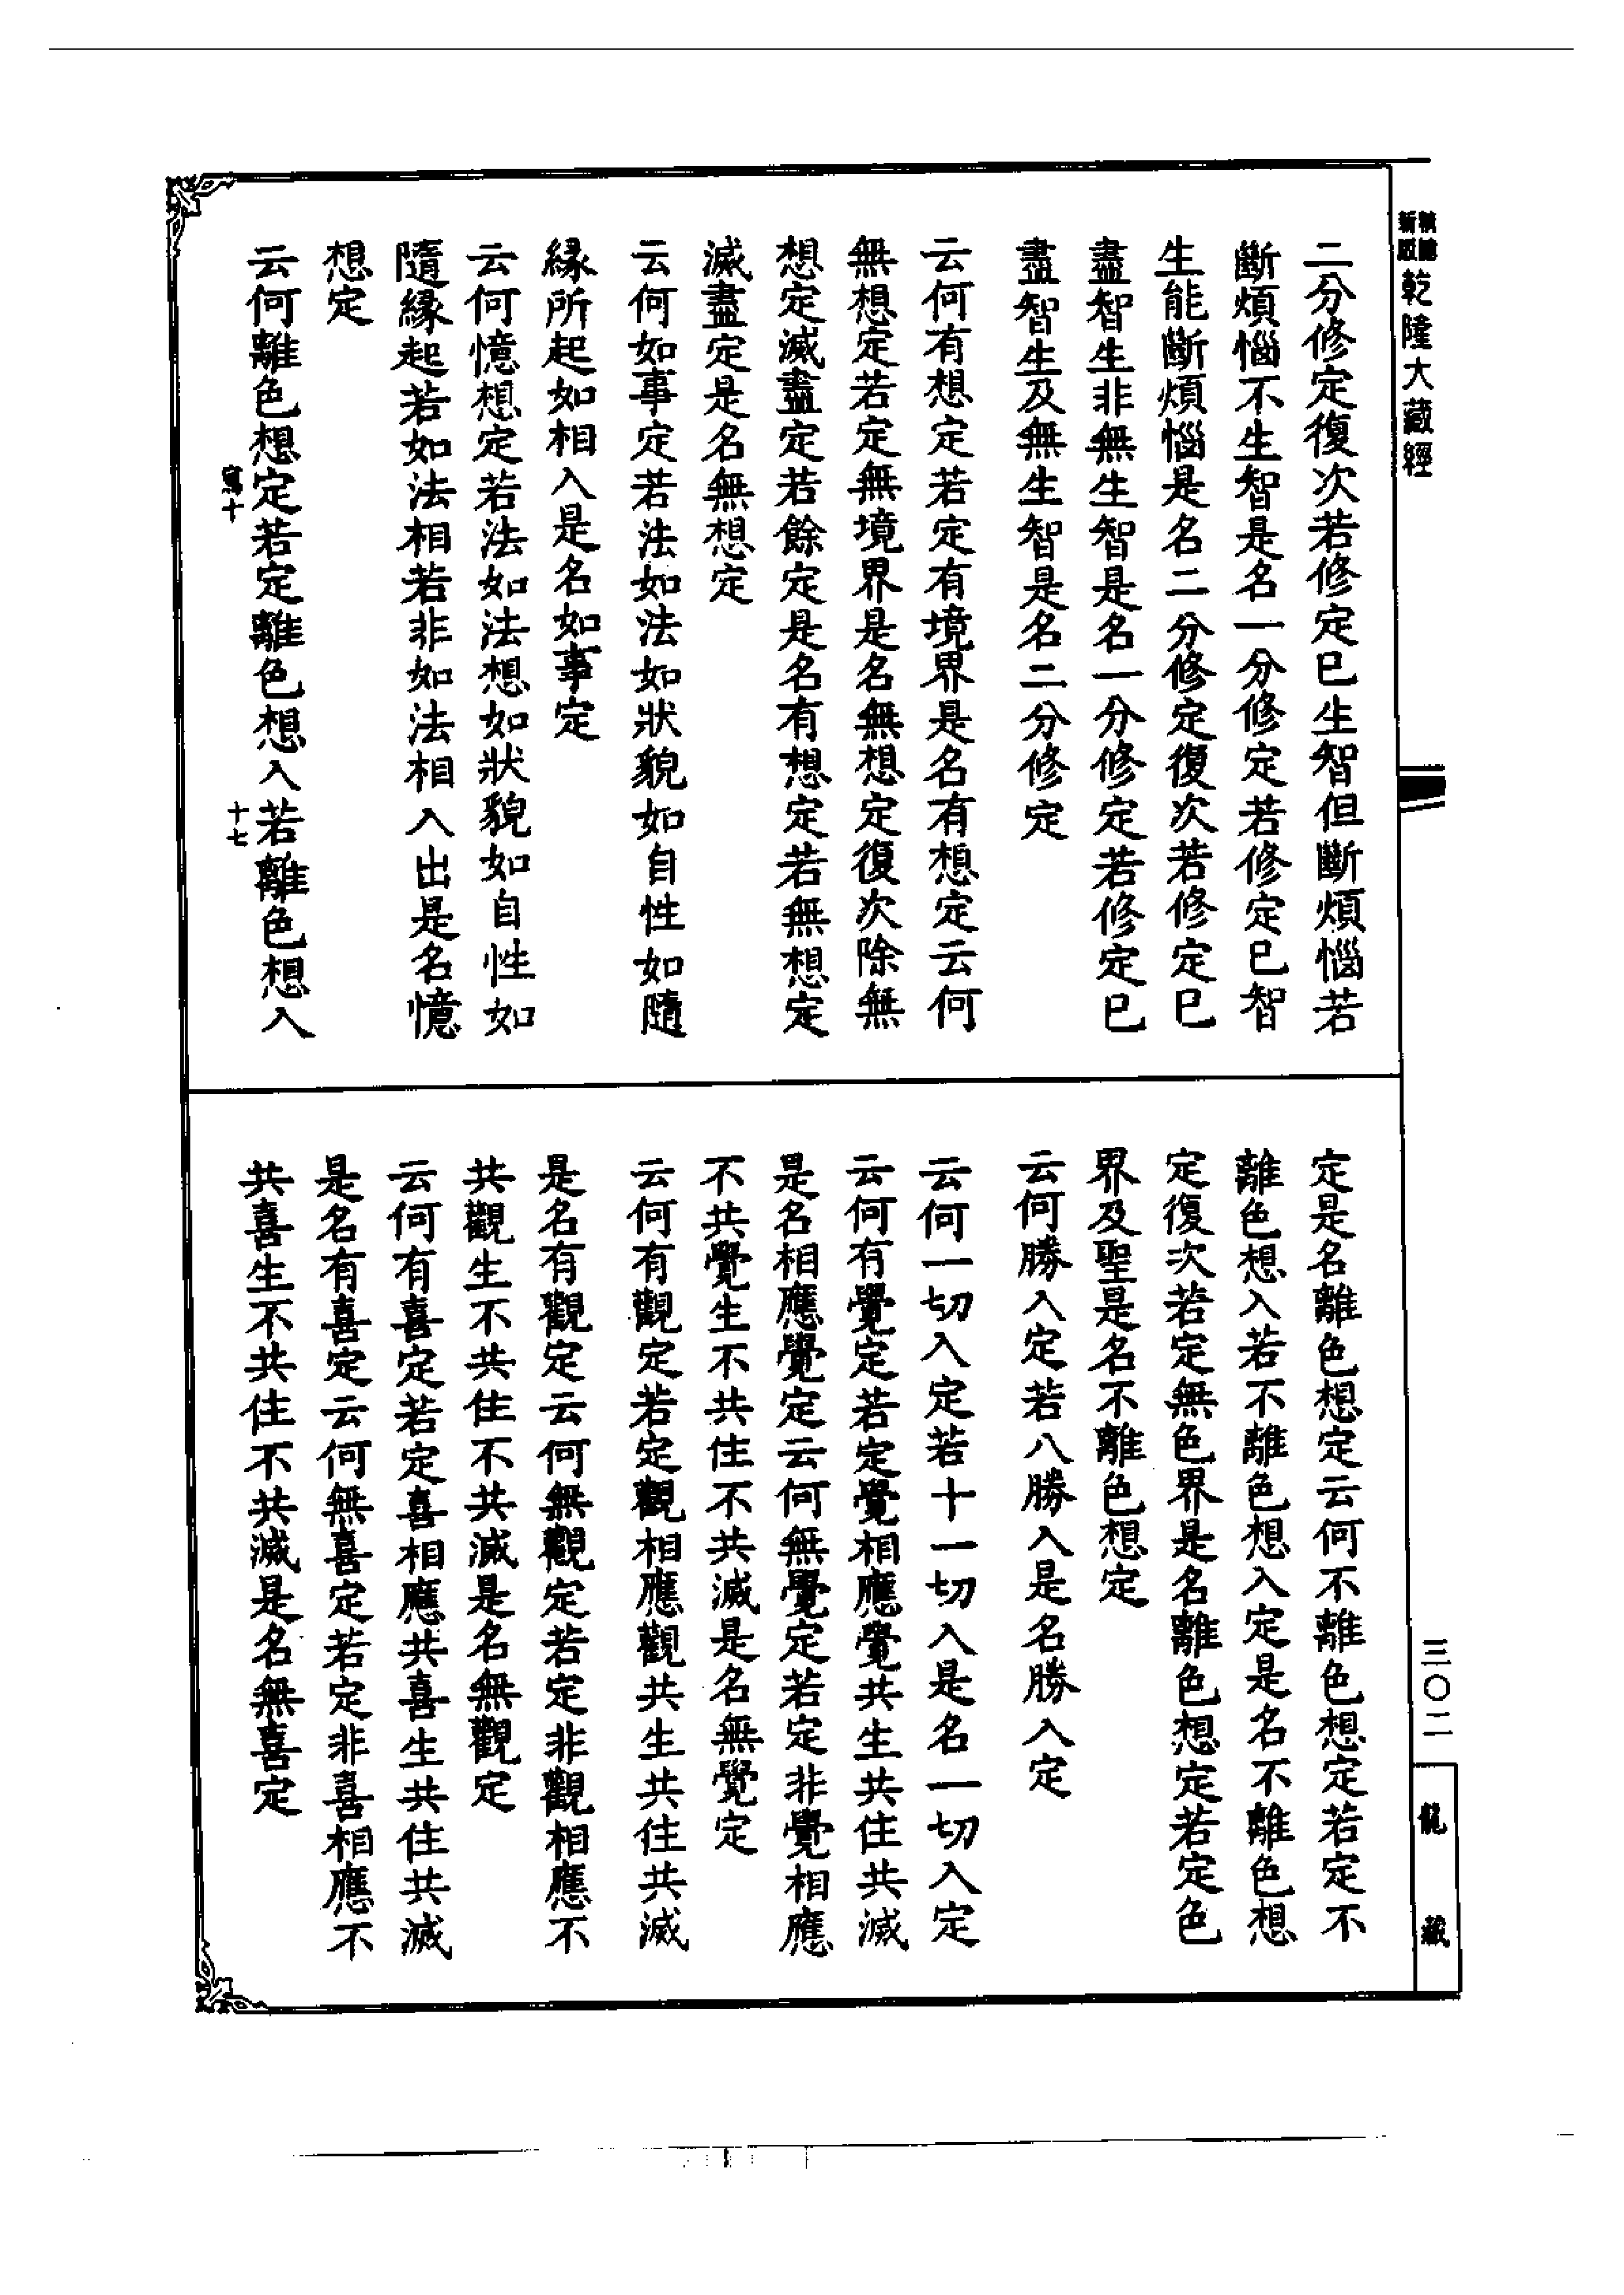 新版精縮乾隆大藏經
二分修定復次若修定已生智但斷煩惱若
斷煩惱不生智是名一分修定若修定已智
生能斷煩惱是名二分修定復次若修定已
盡智生非無生智是名一分修定若修定已
盡智生及無生智是名二分修定
云何有想定若定有境界是名有想定云何
無想定若定無境界是名無想定復次除無
想定滅盡定若餘定是名有想定若無想定
滅盡定是名無想定
云何如事定若法如法如狀貌如自性如隨
緣所起如相入是名如事定
云何憶想定若法如法想如狀貌如自性如
隨緣起若如法相若非如法相入出是名憶
想定
云何離色想定若定離色想入若離色想入
十
十七
定是名離色想定云何不離色想定若定不
離色想入若不離色想入定是名不離色想
定復次若定無色界是名離色想定若定色
界及聖是名不離色想定
云何勝入定若八勝入是名勝入定
云何一切入定若十一切入是名一切入定
云何有覺定若定覺相應覺共生共住共滅
是名相應覺定云何無覺定若定非覺相應
不共覺生不共住不共滅是名無覺定
云何有觀定若定觀相應觀共生共住共滅
是名有觀定云何無觀定若定非觀相應不
共觀生不共住不共滅是名無觀定
云何有喜定若定喜相應共喜生共住共滅
是名有喜定云何無喜定若定非喜相應不
共喜生不共住不共滅是名無喜定
三〇二
龍藏